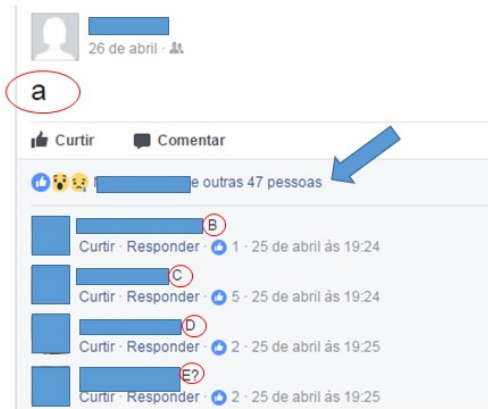 26 de abril ·
a
Curtir Comentar
e outras 47 pessoas
B
Curtir · Responder · 1 · 25 de abril às 19:24
C
Curtir · Responder · 5 · 25 de abril às 19:24
D
Curtir · Responder · 2 · 25 de abril às 19:25
E?
Curtir · Responder · 2 · 25 de abril às 19:25